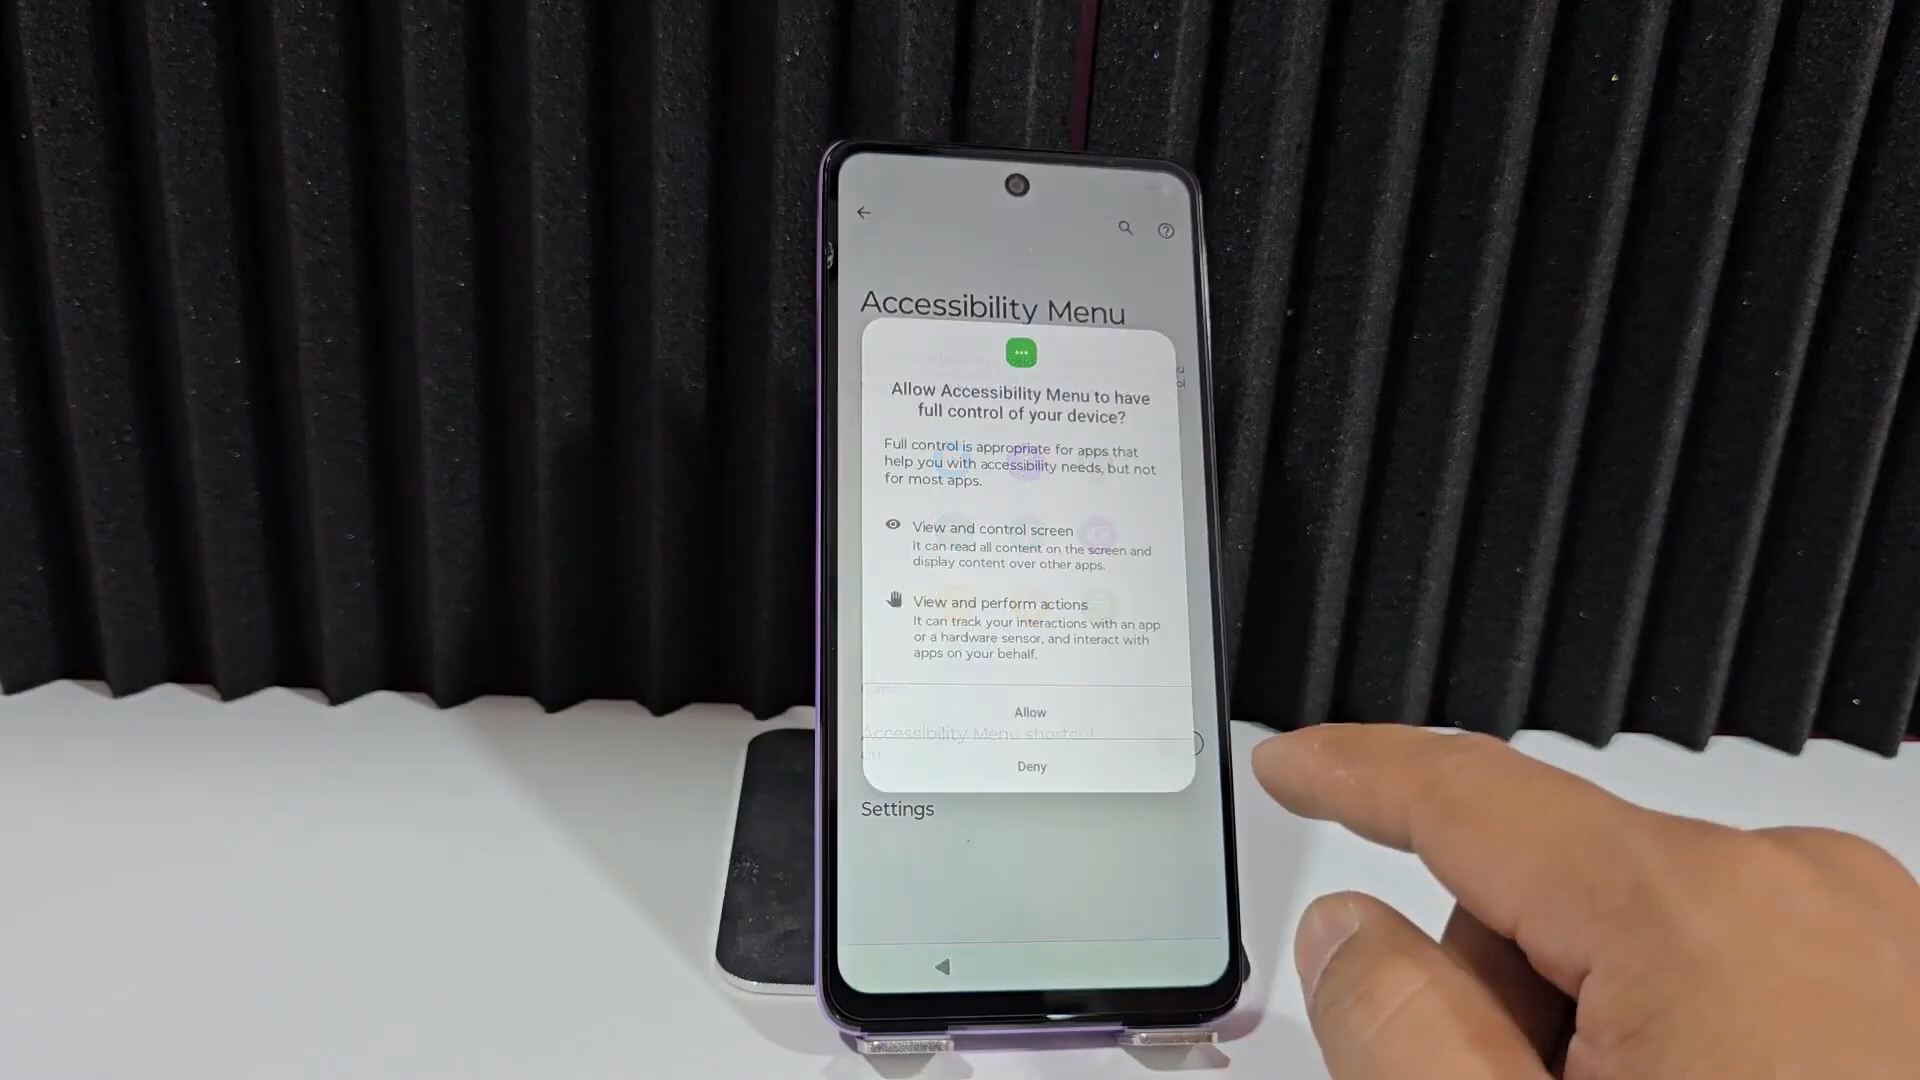 Accessibility Menu
Allow Accessibility Menu to have
full control of your device?
Full control is appropriate for apps that
help you with accessibility needs, but not
for most apps.
View and control screen
It can read all content on the screen and
display content over other apps.
View and perform actions
It can track your interactions with an app
or a hardware sensor, and interact with
apps on your behalf.
Allow
Accessibility Menu shortcut
Deny
Settings